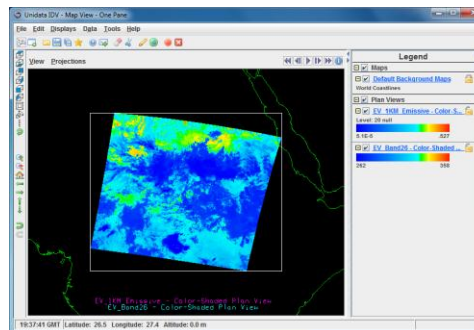 Unidata IDV - Map View - One Pane
File Edit Displays Data Tools Help
View Projections
Legend
Maps
Default Background Maps
World Coastlines
Plan Views
EV_1KM_Emissive - Color-S...
Level: 20 null
.527
EV_Band26 - Color-Shaded ...
262
EV_1KM_Emissive - Color-Shaded Plan View
EV_Band26 - Color-Shaded Plan View
19:37:41 GMT Latitude: 26.5 Longitude: 27.4 Altitude: 0.0 m